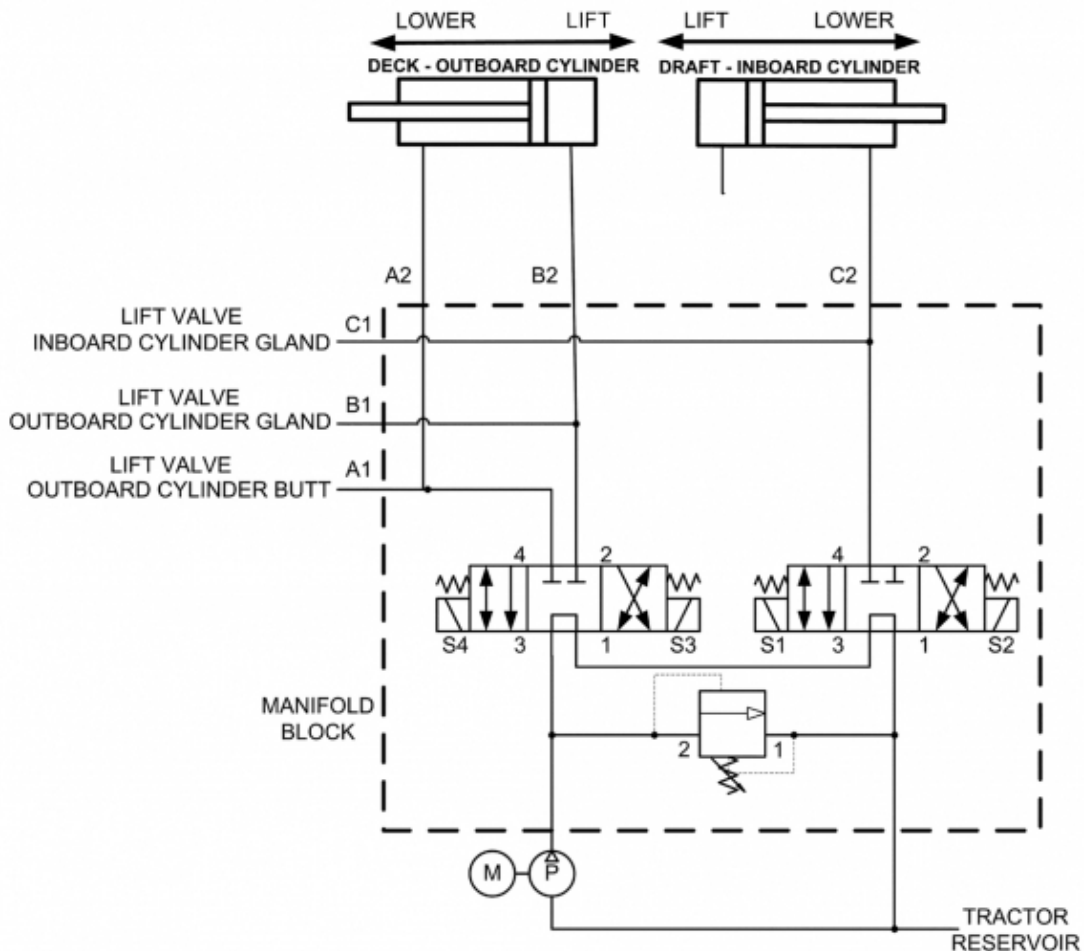 LOWER LIFT
LIFT LOWER
DECK - OUTBOARD CYLINDER
DRAFT - INBOARD CYLINDER
A2
B2
C2
LIFT VALVE
INBOARD CYLINDER GLAND
C1
LIFT VALVE
OUTBOARD CYLINDER GLAND
B1
LIFT VALVE
OUTBOARD CYLINDER BUTT
A1
4 2
4 2
S4 3 1 S3
S1 3 1 S2
MANIFOLD
BLOCK
2 1
M
P
TRACTOR
RESERVOIR